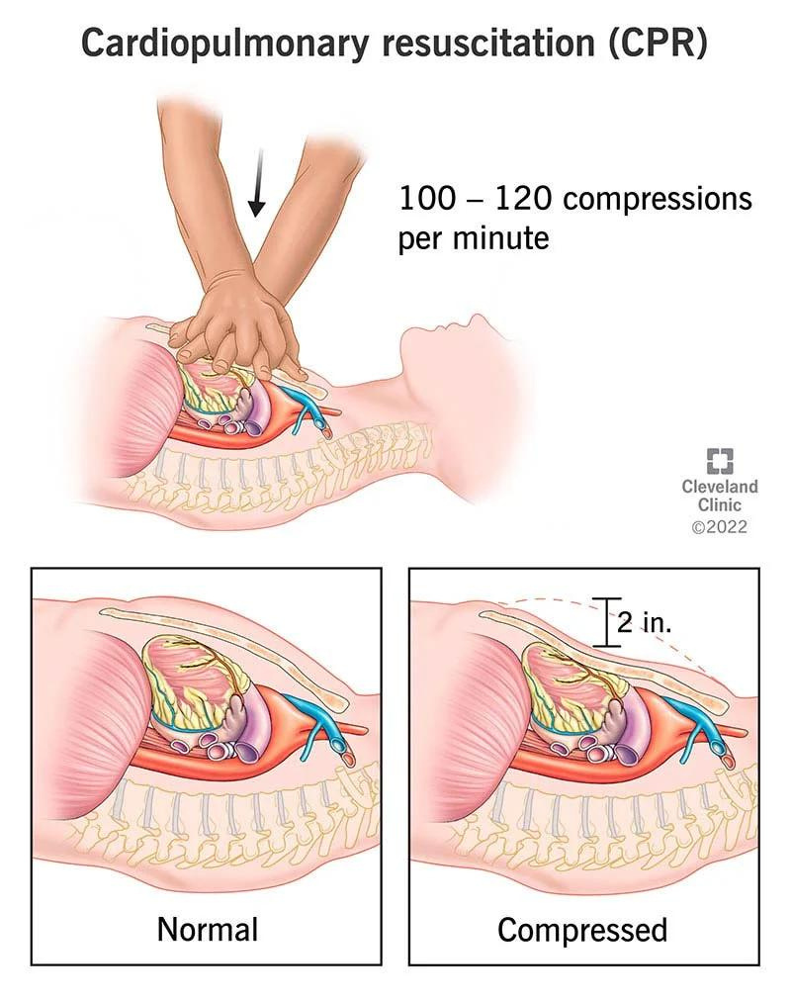 Cardiopulmonary resuscitation (CPR)
100 – 120 compressions
per minute
Cleveland
Clinic
©2022
2 in.
Normal
Compressed